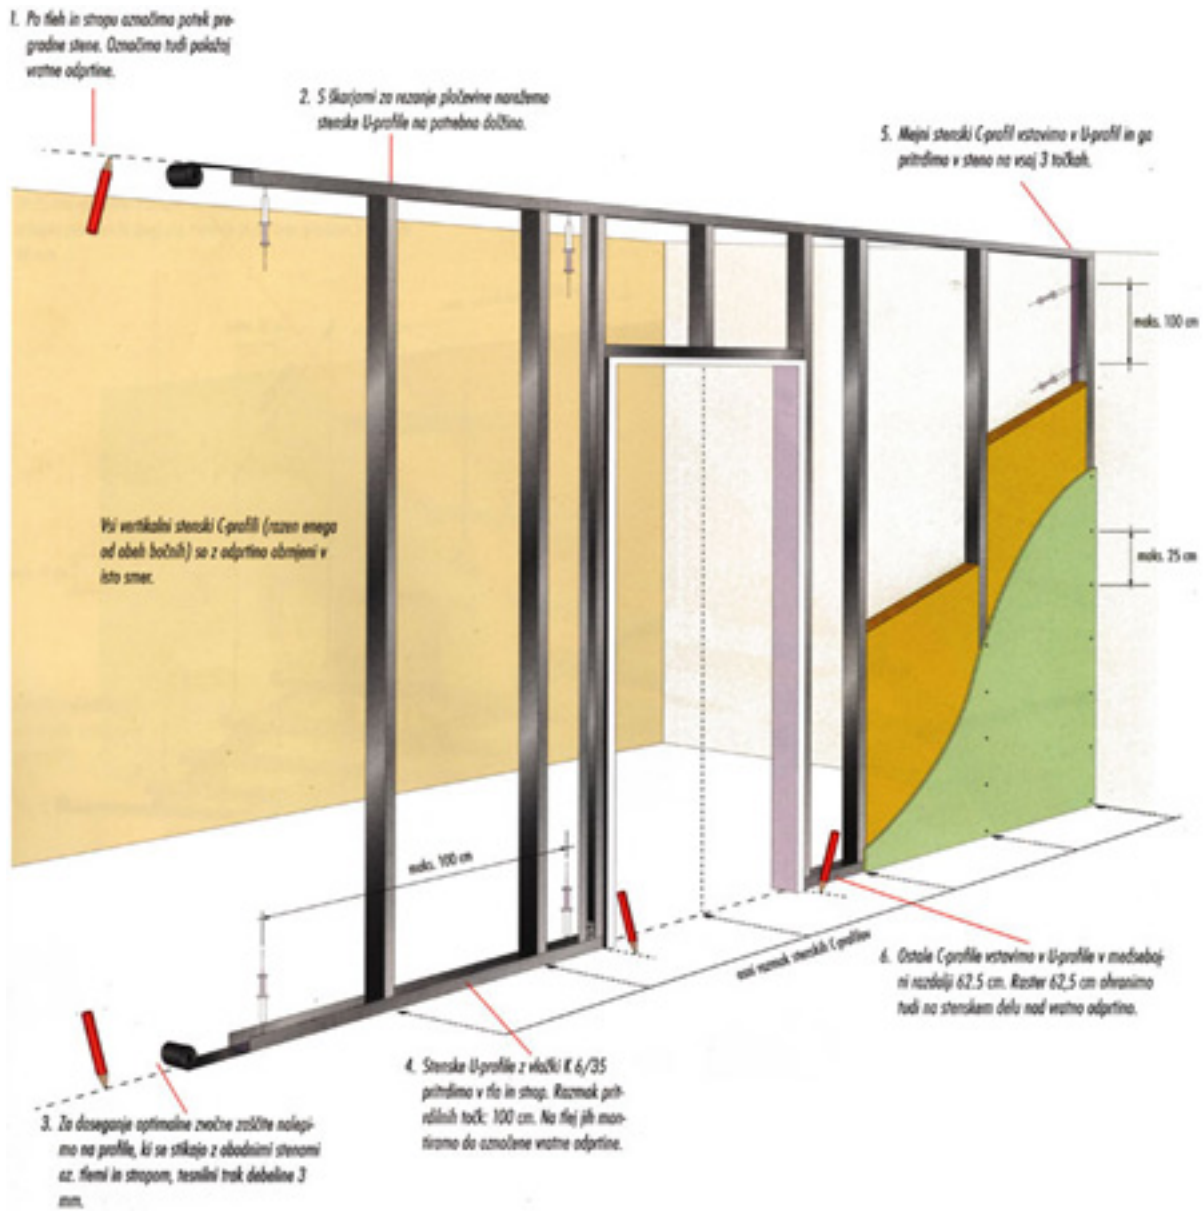 1. Po tleh in stropu označimo potek pre-
gradne stene. Označimo tudi položaj
vratne odprtine.
2. S škarjami za rezanje pločevine narežemo
stenske U-profile na potrebno dolžino.
5. Mejni stenski C-profil vstavimo v U-profil in ga
pritrdimo v steno na vsaj 3 točkah.
maks. 100 cm
Vsi vertikalni stenski C-profili (razen enega
od obeh bočnih) so z odprtino obrnjeni v
isto smer.
maks. 25 cm
maks. 100 cm
osni razmak stenskih C-profilov
6. Ostale C-profile vstavimo v U-profile v medseboj-
ni razdalji 62.5 cm. Raster 62,5 cm ohranimo
tudi na stenskem delu nad vratno odprtino.
4. Stenske U-profile z vložki K 6/35
pritrdimo v tla in strop. Razmak prit-
rdilnih točk: 100 cm. Na tlej jih mon-
tiramo do označene vratne odprtine.
3. Za doseganje optimalne zvočne zaščite nalepi-
mo na profile, ki se stikajo z obodnimi stenami
oz. tlemi in stropom, tesnilni trak debeline 3
mm.